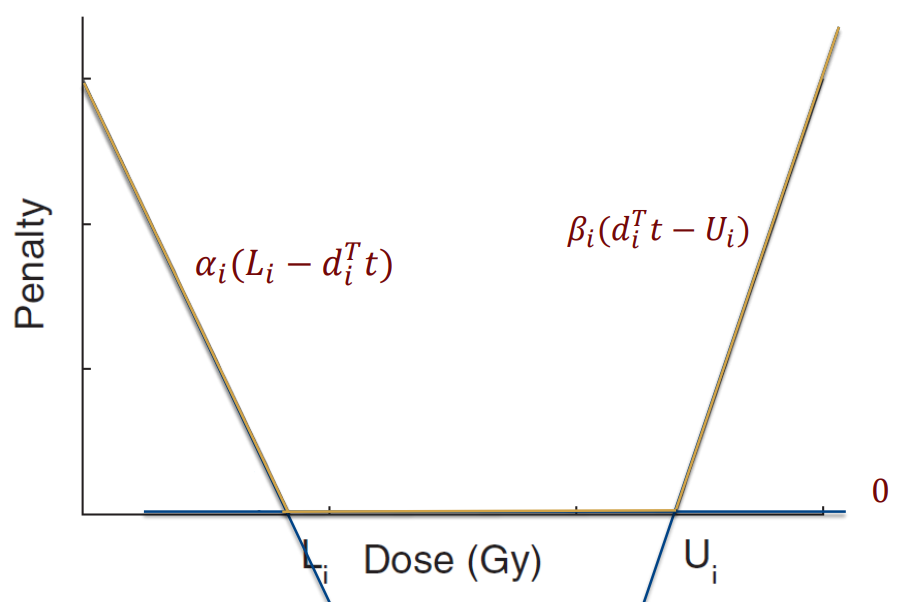 Penalty
αᵢ(Lᵢ − dᵢᵀt)
βᵢ(dᵢᵀt − Uᵢ)
0
Lᵢ
Dose (Gy)
Uᵢ